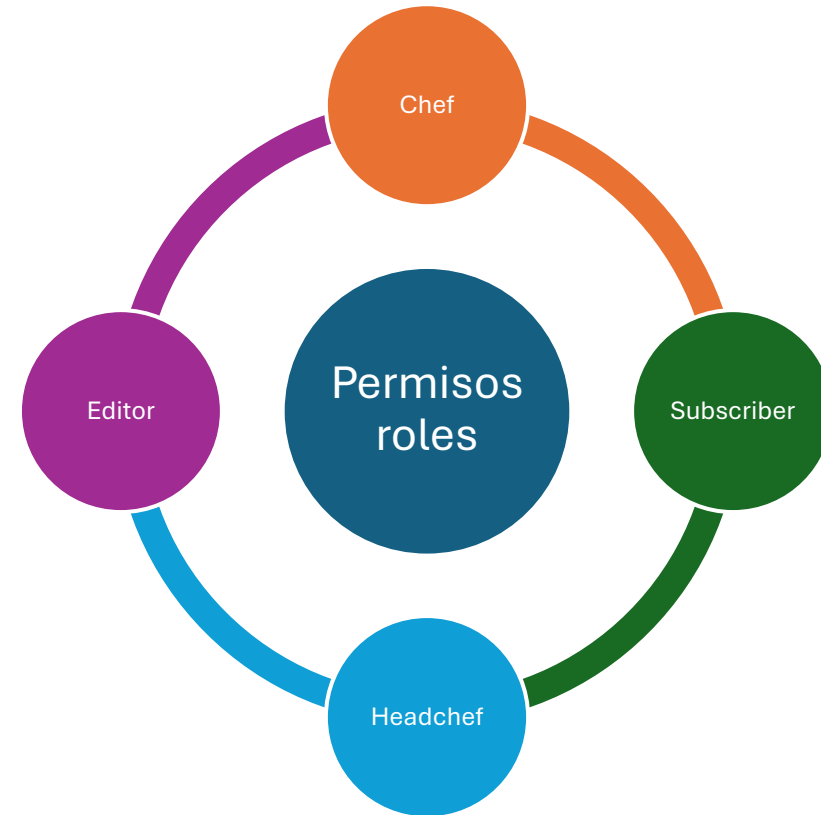 Chef
Permisos
roles
Editor
Subscriber
Headchef